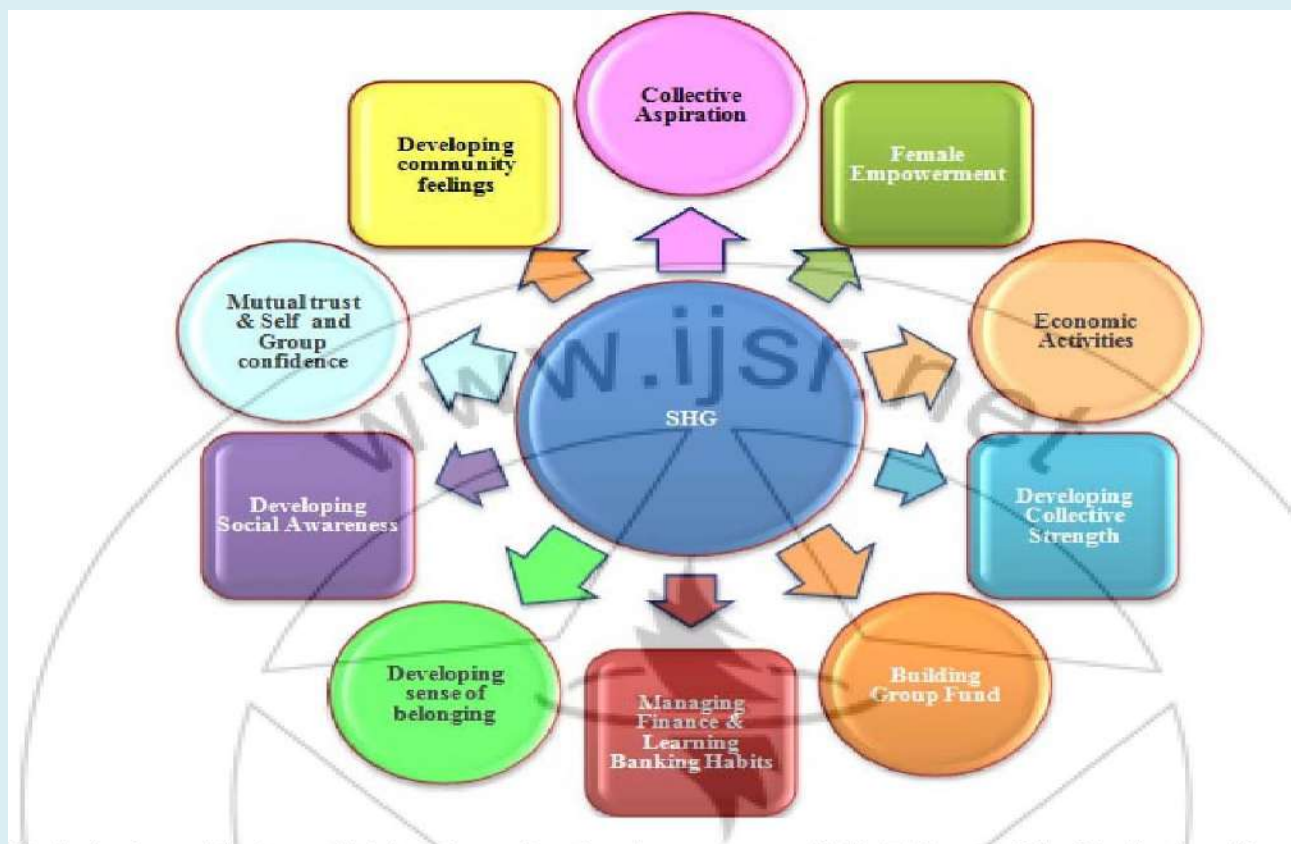 Collective
Aspiration
Female
Empowerment
Economic
Activities
Developing
Collective
Strength
Building
Group Fund
Managing
Finance &
Learning
Banking Habits
Developing
sense of
belonging
Developing
Social Awareness
Mutual trust
& Self and
Group
confidence
Developing
community
feelings
SHG
www.ijsr.net